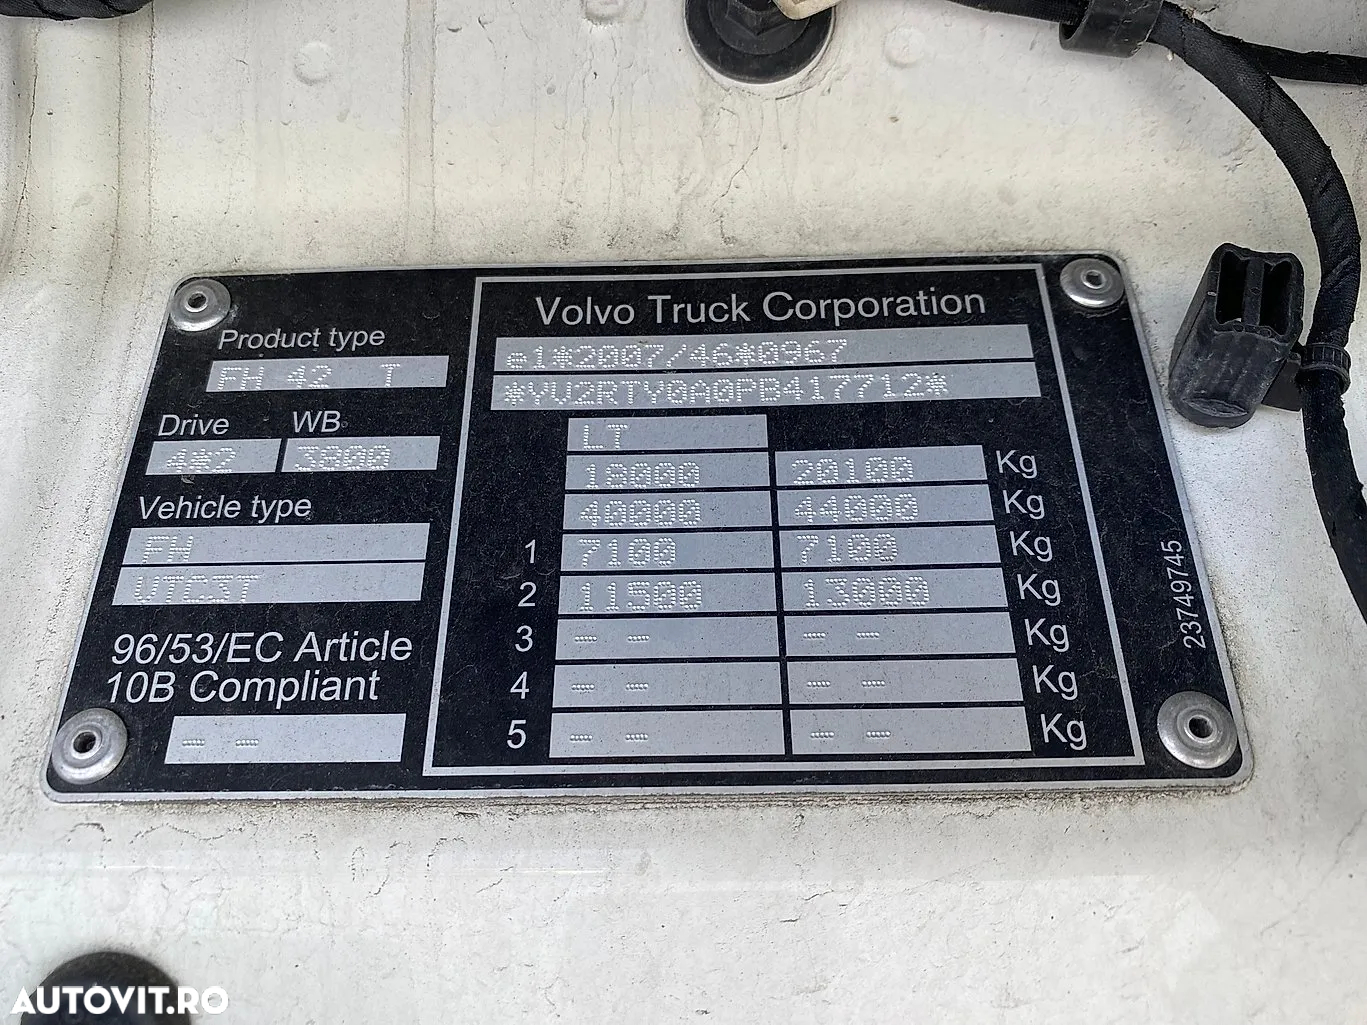 Product type
FH 42 T
Drive WB
4*2 3800
Vehicle type
FH
VTC3T
96/53/EC Article
10B Compliant
-- --
Volvo Truck Corporation
e1*2007/46*0967
*YV2RTY0A0PB417712*
LT
18000 20100 Kg
40000 44000 Kg
1 7100 7100 Kg
2 11500 13000 Kg
3 -- -- -- -- Kg
4 -- -- -- -- Kg
5 -- -- -- -- Kg
23749745
AUTOVIT.RO